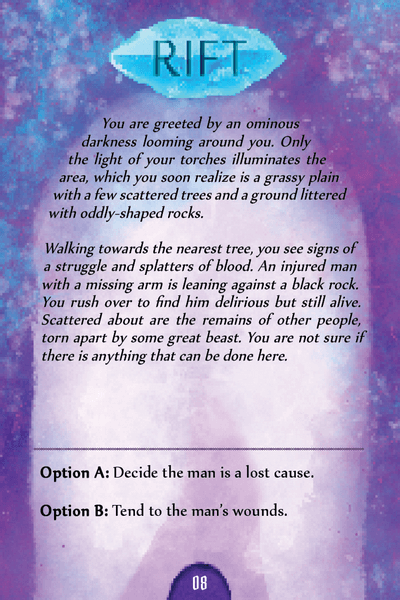 RIFT
You are greeted by an ominous
darkness looming around you. Only
the light of your torches illuminates the
area, which you soon realize is a grassy plain
with a few scattered trees and a ground littered
with oddly-shaped rocks.
Walking towards the nearest tree, you see signs of
a struggle and splatters of blood. An injured man
with a missing arm is leaning against a black rock.
You rush over to find him delirious but still alive.
Scattered about are the remains of other people,
torn apart by some great beast. You are not sure if
there is anything that can be done here.
Option A: Decide the man is a lost cause.
Option B: Tend to the man's wounds.
08